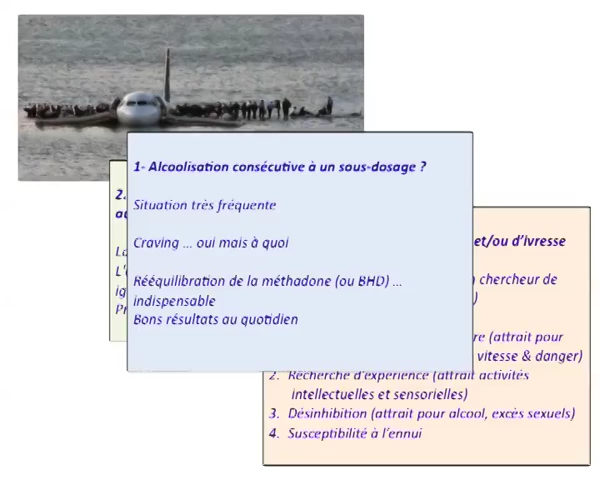 1- Alcoolisation consécutive à un sous-dosage ?
Situation très fréquente
Craving ... oui mais à quoi
Rééquilibration de la méthadone (ou BHD) ...
indispensable
Bons résultats au quotidien
2.
et/ou d'ivresse
chercheur de
(attrait pour
vitesse & danger)
2. Recherche d'expérience (attrait activités
intellectuelles et sensorielles)
3. Désinhibition (attrait pour alcool, excès sexuels)
4. Susceptibilité à l'ennui